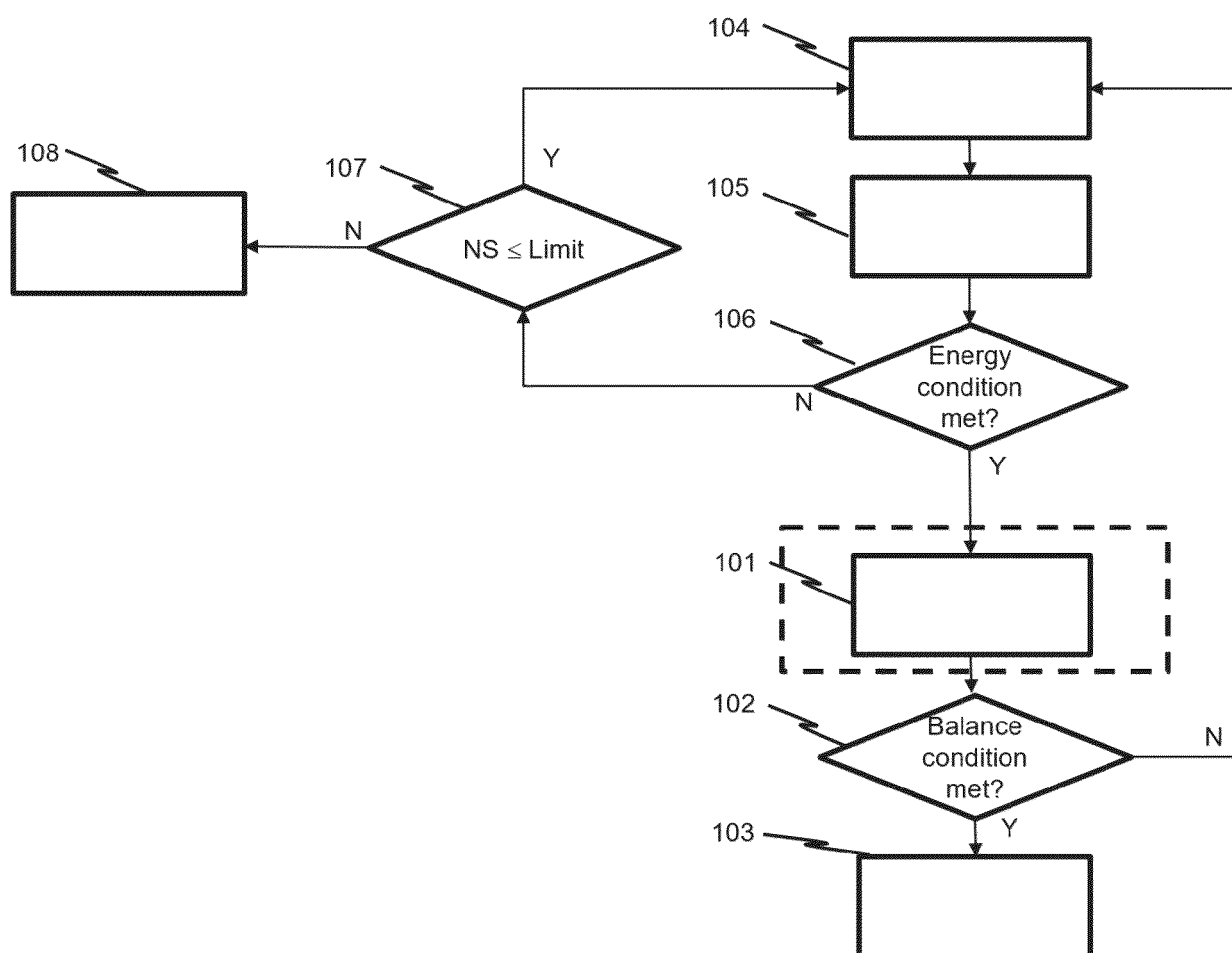 104
108
107
Y
105
N
NS ≤ Limit
106
Energy
condition
met?
N
Y
101
102
Balance
condition
met?
N
Y
103